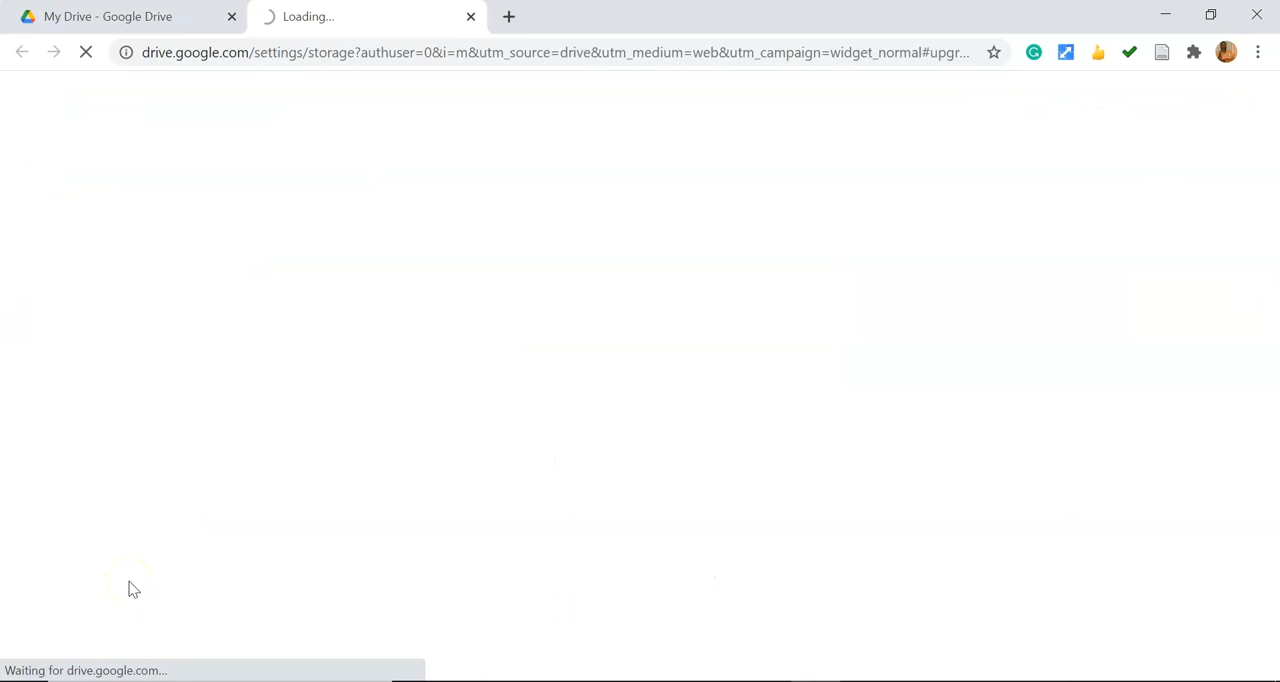 My Drive - Google Drive
Loading...
drive.google.com/settings/storage?authuser=0&i=m&utm_source=drive&utm_medium=web&utm_campaign=widget_normal#upgr...
Waiting for drive.google.com...